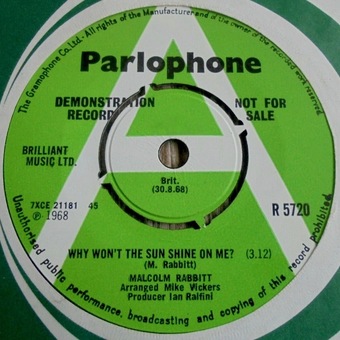 The Gramophone Co. Ltd - All rights of the Manufacturer and of the owner of the recorded work reserved
Parlophone
DEMONSTRATION NOT FOR
RECORD SALE
BRILLIANT
MUSIC LTD.
Brit.
(30.8.68)
7XCE 21181 45
℗ 1968
R 5720
WHY WON'T THE SUN SHINE ON ME? (3.12)
(M. Rabbitt)
MALCOLM RABBITT
Arranged Mike Vickers
Producer Ian Ralfini
Unauthorised public performance, broadcasting and copying of this record prohibited